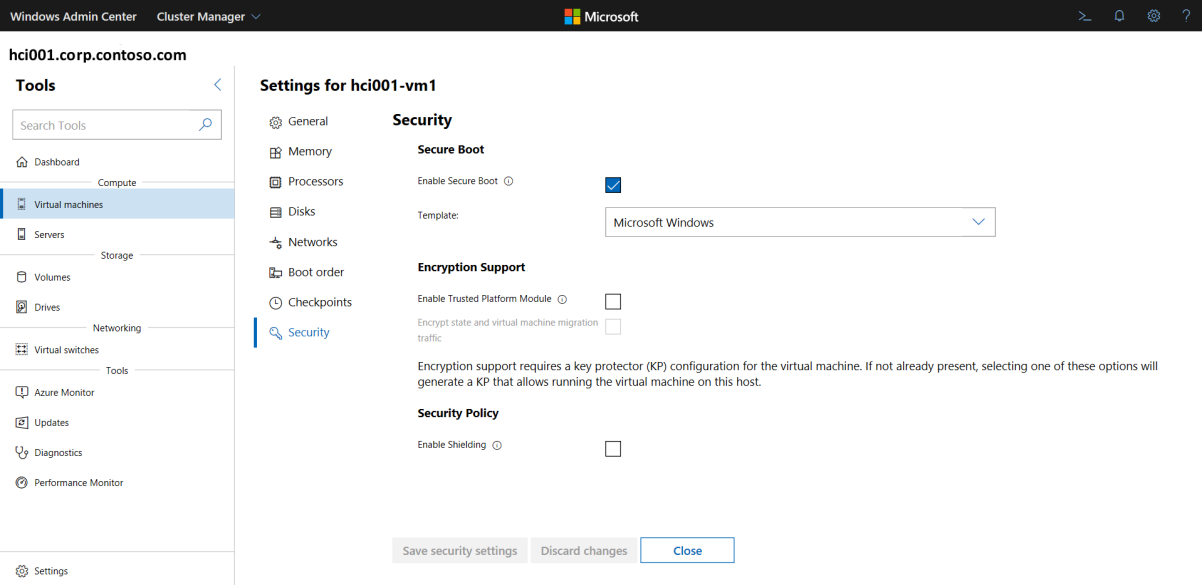 Windows Admin Center
Cluster Manager
Microsoft
hci001.corp.contoso.com
Tools
Search Tools
Dashboard
Compute
Virtual machines
Servers
Storage
Volumes
Drives
Networking
Virtual switches
Tools
Azure Monitor
Updates
Diagnostics
Performance Monitor
Settings
Settings for hci001-vm1
General
Memory
Processors
Disks
Networks
Boot order
Checkpoints
Security
Security
Secure Boot
Enable Secure Boot
Template:
Microsoft Windows
Encryption Support
Enable Trusted Platform Module
Encrypt state and virtual machine migration
traffic
Encryption support requires a key protector (KP) configuration for the virtual machine. If not already present, selecting one of these options will
generate a KP that allows running the virtual machine on this host.
Security Policy
Enable Shielding
Save security settings
Discard changes
Close